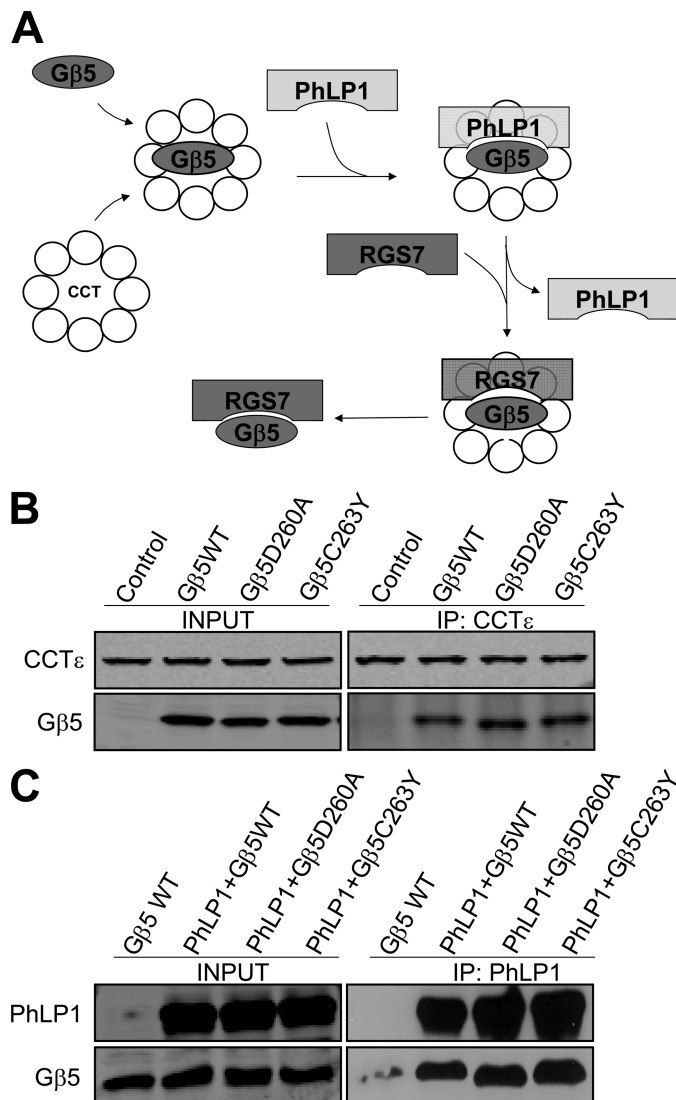 A
Gβ5
PhLP1
Gβ5
PhLP1
Gβ5
CCT
RGS7
PhLP1
RGS7
Gβ5
RGS7
Gβ5
B
Control
Gβ5WT
Gβ5D260A
Gβ5C263Y
Control
Gβ5WT
Gβ5D260A
Gβ5C263Y
INPUT
IP: CCTε
CCTε
Gβ5
C
Gβ5 WT
PhLP1+Gβ5WT
PhLP1+Gβ5D260A
PhLP1+Gβ5C263Y
Gβ5 WT
PhLP1+Gβ5WT
PhLP1+Gβ5D260A
PhLP1+Gβ5C263Y
INPUT
IP: PhLP1
PhLP1
Gβ5